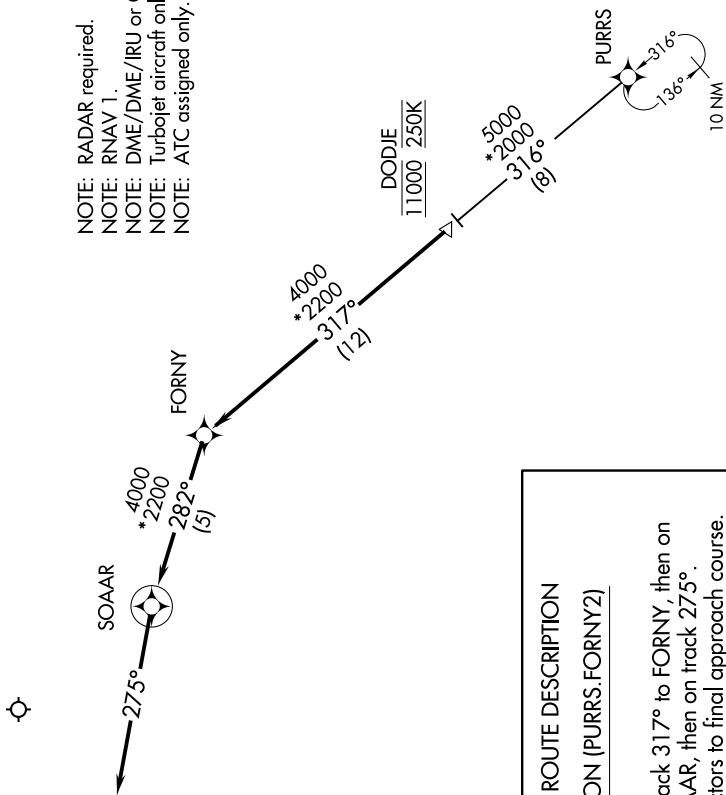 NOTE: RADAR required.
NOTE: RNAV 1.
NOTE: DME/DME/IRU or
NOTE: Turbojet aircraft onl
NOTE: ATC assigned only.
PURRS
316°
136°
10 NM
5000
*2000
316°
(8)
DODJE
11000 250K
4000
*2200
317°
(12)
FORNY
4000
*2200
282°
(5)
SOAAR
275°
ROUTE DESCRIPTION
ON (PURRS.FORNY2)
ack 317° to FORNY, then on
AR, then on track 275°.
ctors to final approach course.